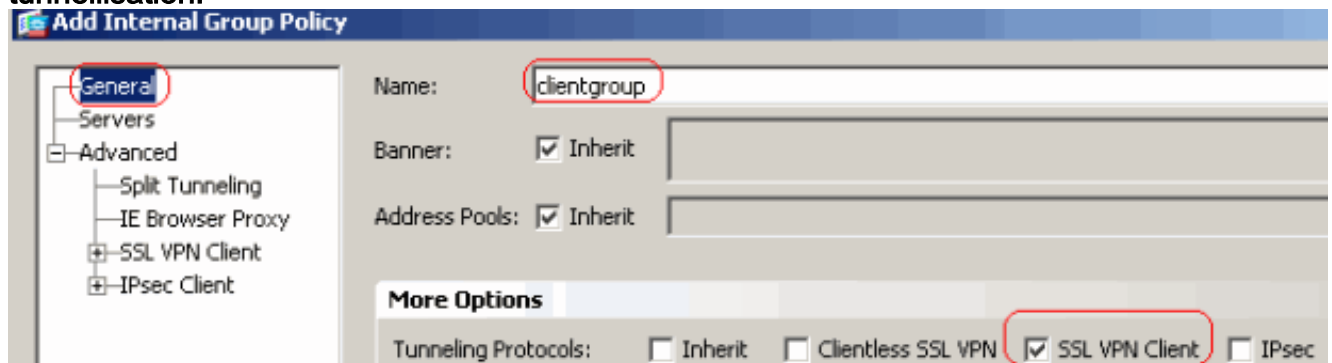 tunnellisation.
Add Internal Group Policy
General
Servers
Advanced
Split Tunneling
IE Browser Proxy
SSL VPN Client
IPsec Client
Name: clientgroup
Banner: Inherit
Address Pools: Inherit
More Options
Tunneling Protocols: Inherit Clientless SSL VPN SSL VPN Client IPsec